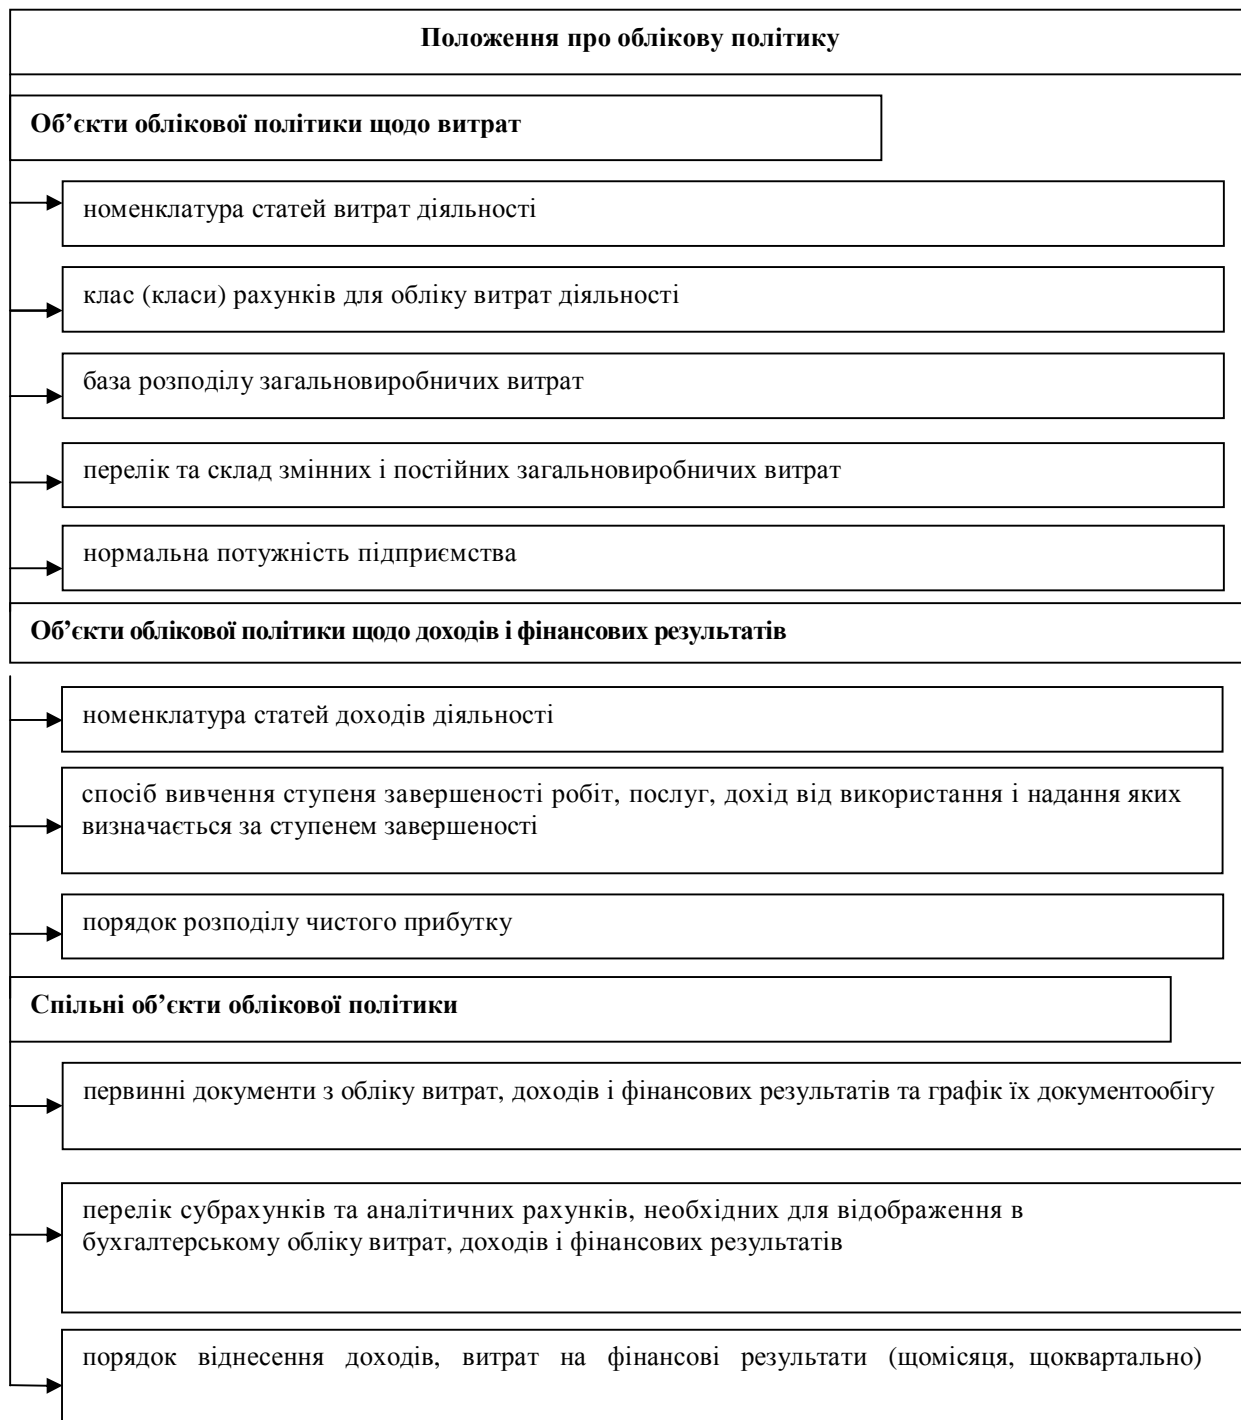 Положення про облікову політику
Об’єкти облікової політики щодо витрат
номенклатура статей витрат діяльності
клас (класи) рахунків для обліку витрат діяльності
база розподілу загальновиробничих витрат
перелік та склад змінних і постійних загальновиробничих витрат
нормальна потужність підприємства
Об’єкти облікової політики щодо доходів і фінансових результатів
номенклатура статей доходів діяльності
спосіб вивчення ступеня завершеності робіт, послуг, дохід від використання і надання яких
визначається за ступенем завершеності
порядок розподілу чистого прибутку
Спільні об’єкти облікової політики
первинні документи з обліку витрат, доходів і фінансових результатів та графік їх документообігу
перелік субрахунків та аналітичних рахунків, необхідних для відображення в
бухгалтерському обліку витрат, доходів і фінансових результатів
порядок віднесення доходів, витрат на фінансові результати (щомісяця, щоквартально)